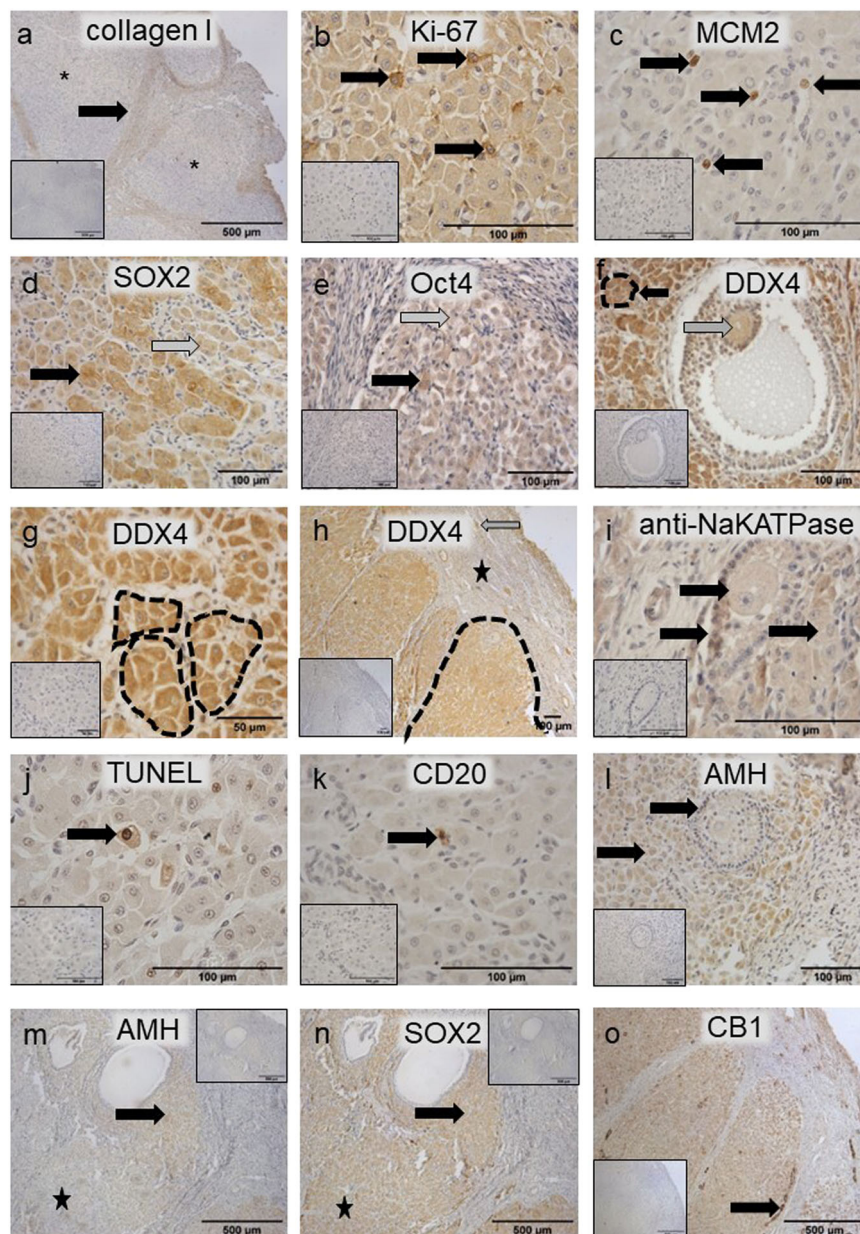 a collagen I
500 µm
b Ki-67
100 µm
c MCM2
100 µm
d SOX2
100 µm
e Oct4
100 µm
f DDX4
100 µm
g DDX4
50 µm
h DDX4
100 µm
i anti-NaKATPase
100 µm
j TUNEL
100 µm
k CD20
100 µm
l AMH
100 µm
m AMH
500 µm
n SOX2
500 µm
o CB1
500 µm